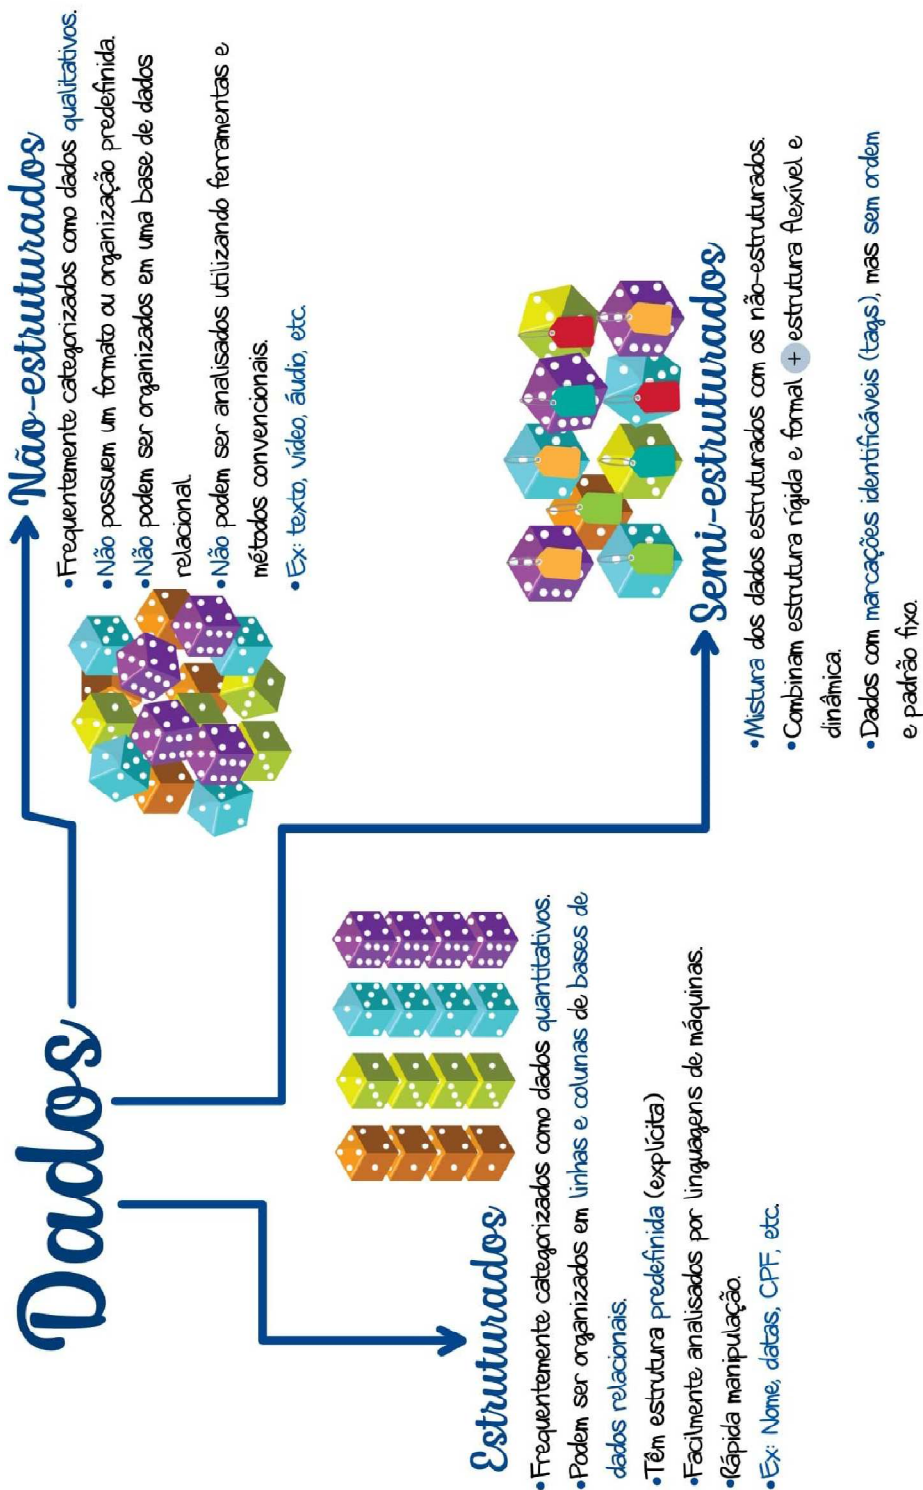 Dados
Não-estruturados
•Frequentemente categorizados como dados qualitativos.
•Não possuem um formato ou organização predefinida.
•Não podem ser organizados em uma base de dados
relacional.
•Não podem ser analisados utilizando ferramentas e
métodos convencionais.
•Ex: texto, vídeo, áudio, etc.
Estruturados
•Frequentemente categorizados como dados quantitativos.
•Podem ser organizados em linhas e colunas de bases de
dados relacionais.
•Têm estrutura predefinida (explícita)
•Facilmente analisados por linguagens de máquinas.
•Rápida manipulação.
•Ex: Nome, datas, CPF, etc.
Semi-estruturados
•Mistura dos dados estruturados com os não-estruturados.
•Combinam estrutura rígida e formal + estrutura flexível e
dinâmica.
•Dados com marcações identificáveis (tags), mas sem ordem
e padrão fixo.